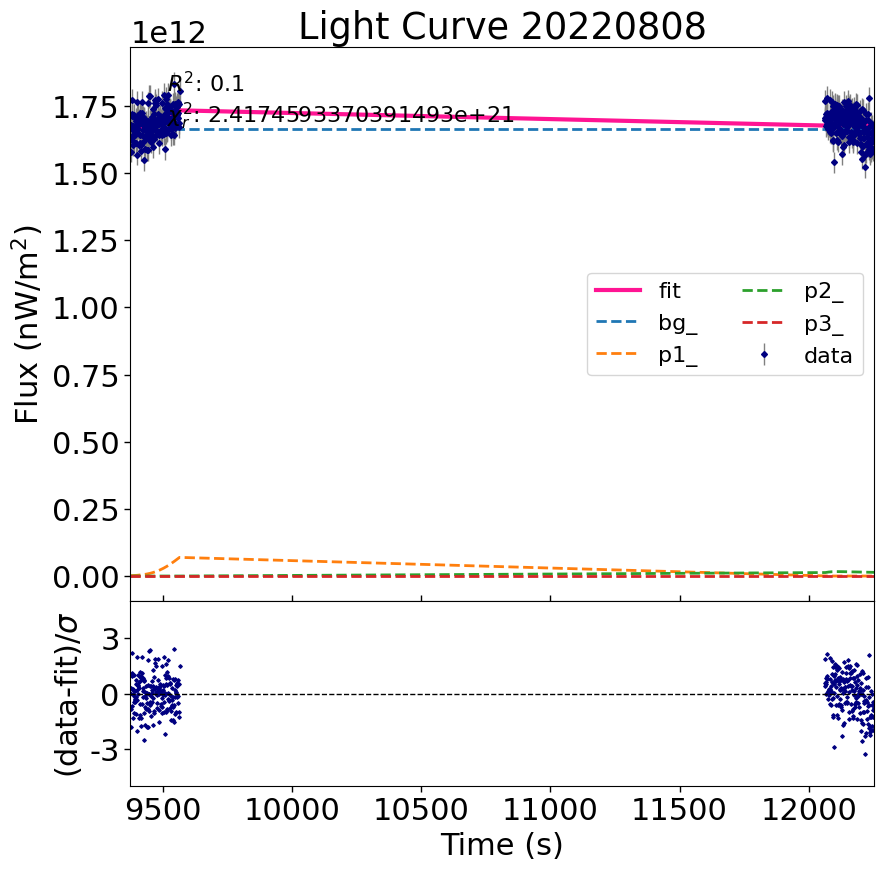 Light Curve 20220808
1e12
R²: 0.1
χ²ᵣ: 2.4174593370391493e+21
1.75
1.50
1.25
1.00
0.75
0.50
0.25
0.00
Flux (nW/m²)
fit
bg_
p1_
p2_
p3_
data
3
0
-3
(data-fit)/σ
9500 10000 10500 11000 11500 12000
Time (s)